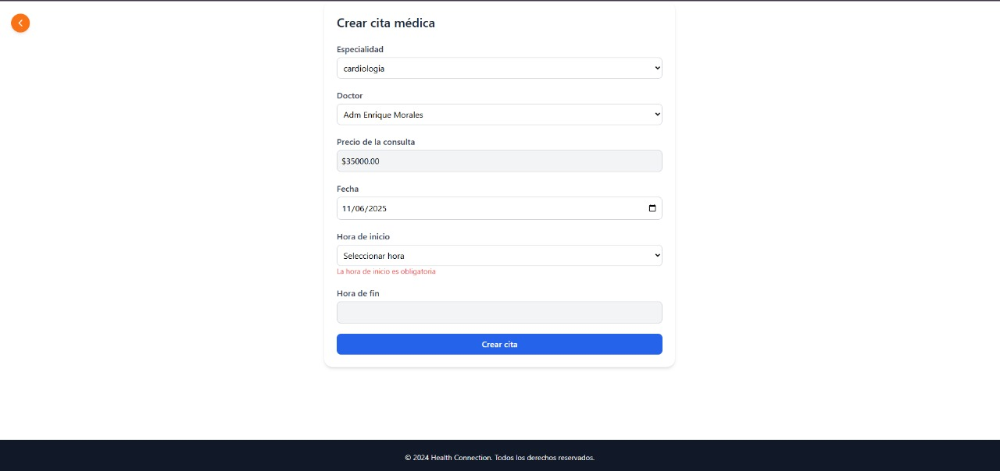 Crear cita médica
Especialidad
cardiologia
Doctor
Adm Enrique Morales
Precio de la consulta
$35000.00
Fecha
11/06/2025
Hora de inicio
Seleccionar hora
La hora de inicio es obligatoria
Hora de fin
Crear cita
© 2024 Health Connection. Todos los derechos reservados.